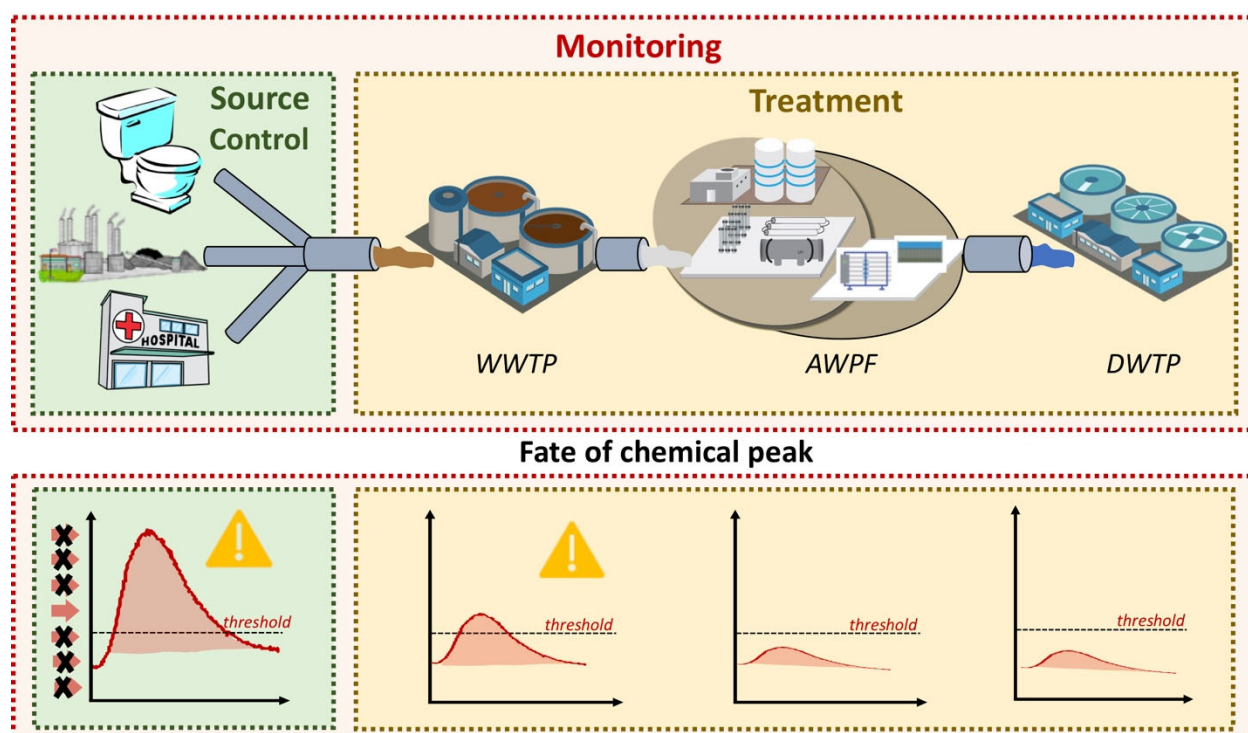 Monitoring
Source
Control
Treatment
HOSPITAL
WWTP
AWPF
DWTP
Fate of chemical peak
threshold
threshold
threshold
threshold